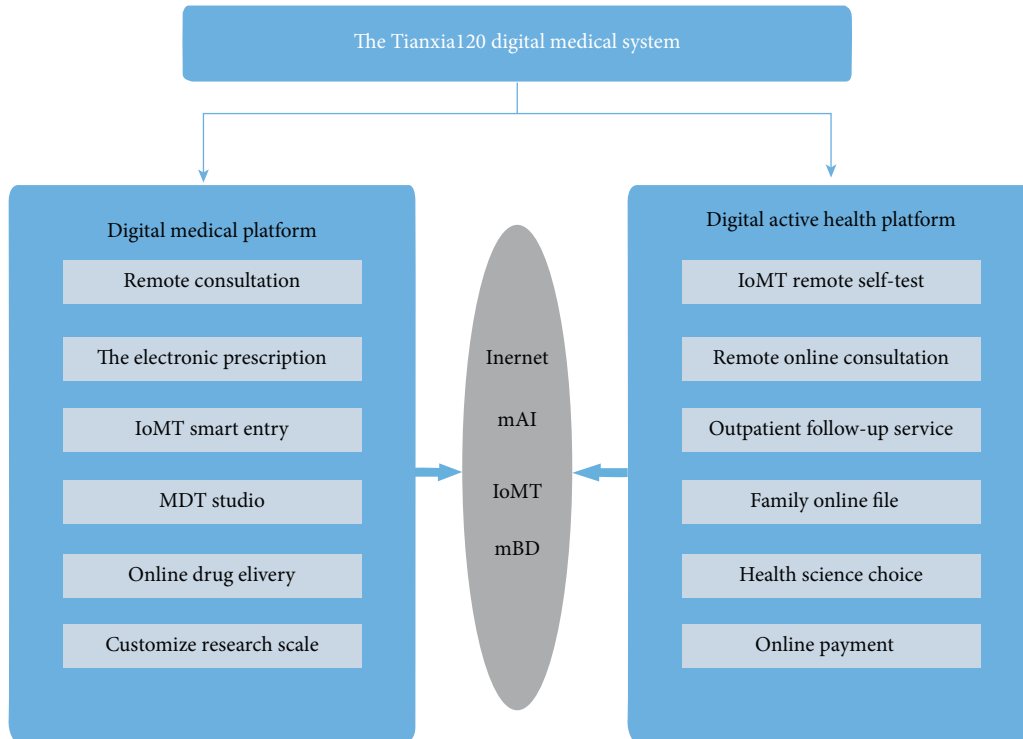 The Tianxia120 digital medical system
Digital medical platform
Remote consultation
The electronic prescription
IoMT smart entry
MDT studio
Online drug elivery
Customize research scale
Inernet
mAI
IoMT
mBD
Digital active health platform
IoMT remote self-test
Remote online consultation
Outpatient follow-up service
Family online file
Health science choice
Online payment